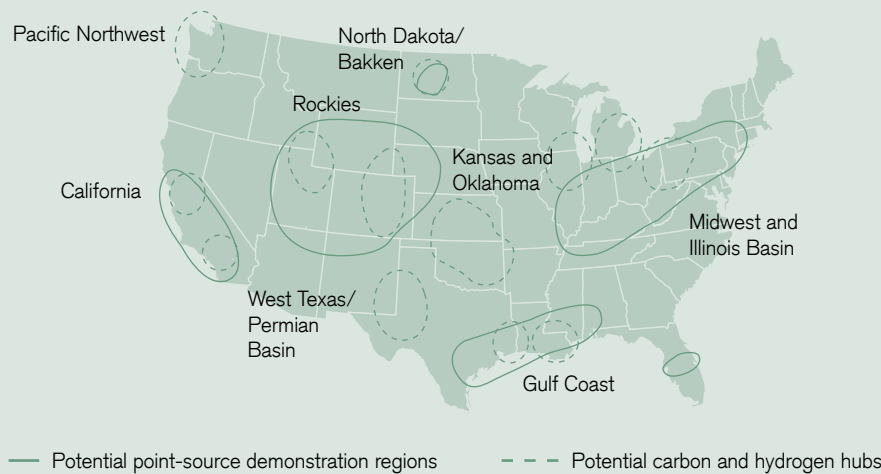 Pacific Northwest
North Dakota/
Bakken
Rockies
Kansas and
Oklahoma
California
Midwest and
Illinois Basin
West Texas/
Permian
Basin
Gulf Coast
Potential point-source demonstration regions
Potential carbon and hydrogen hubs